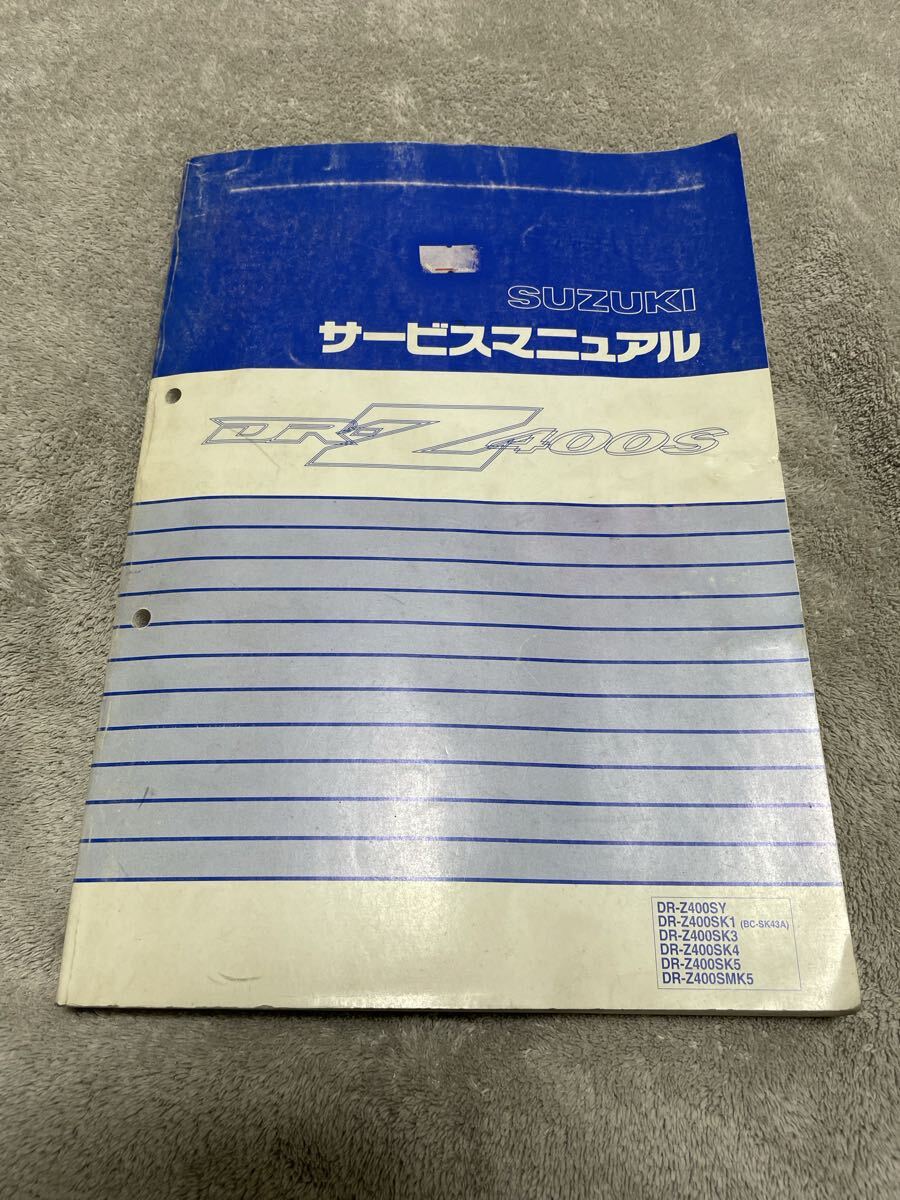 SUZUKI
サービスマニュアル
DR-Z400S
DR-Z400SY
DR-Z400SK1 (BC-SK43A)
DR-Z400SK3
DR-Z400SK4
DR-Z400SK5
DR-Z400SMK5